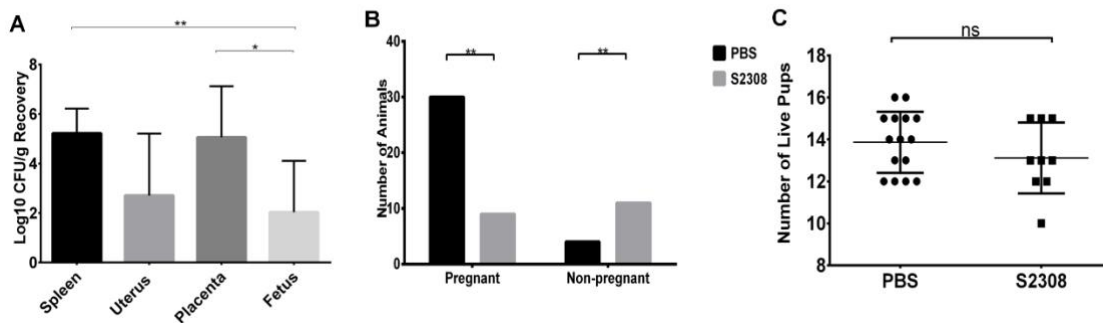 A
**
*
Log10 CFU/g Recovery
8
6
4
2
0
Spleen
Uterus
Placenta
Fetus
B
**
**
PBS
S2308
Number of Animals
40
30
20
10
0
Pregnant
Non-pregnant
C
ns
Number of Live Pups
18
16
14
12
10
8
PBS
S2308